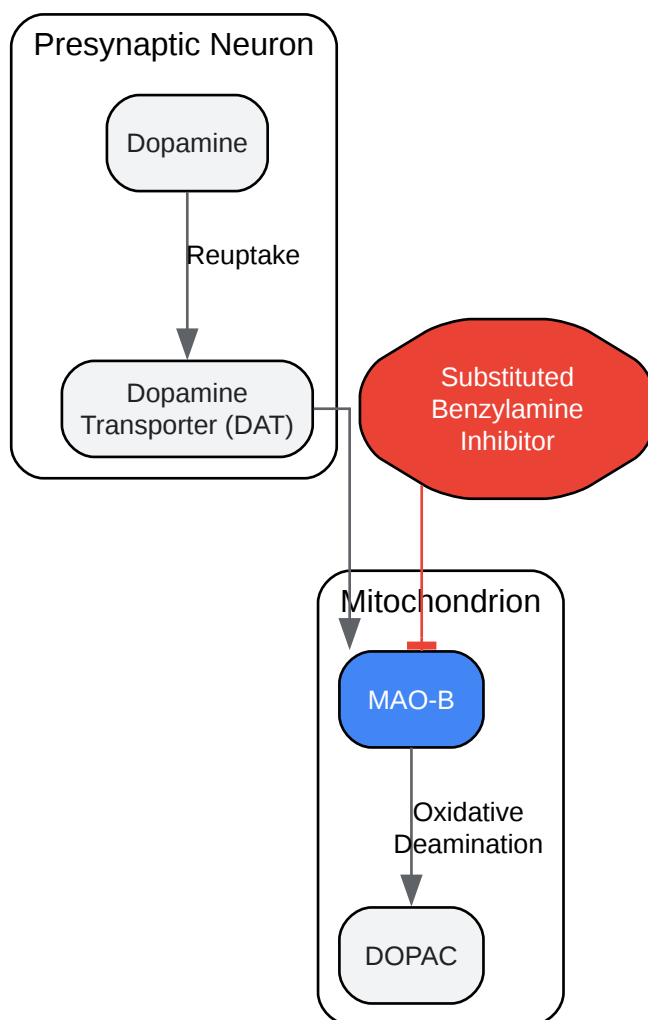 Presynaptic Neuron
Dopamine
Reuptake
Dopamine
Transporter (DAT)
Substituted
Benzylamine
Inhibitor
Mitochondrion
MAO-B
Oxidative
Deamination
DOPAC